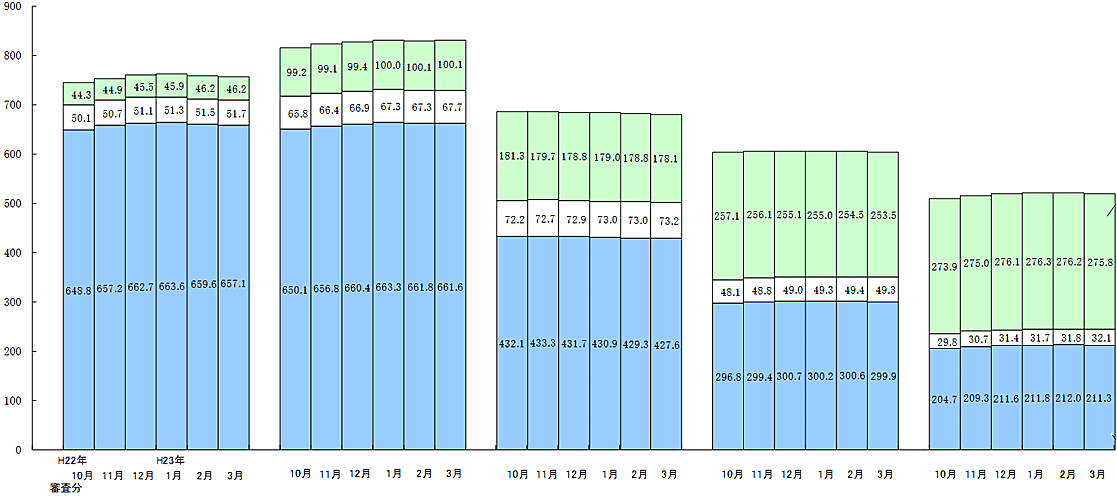 900
800
700
600
500
400
300
200
100
0
44.3 44.9 45.5 45.9 46.2 46.2
50.1 50.7 51.1 51.3 51.5 51.7
648.8 657.2 662.7 663.6 659.6 657.1
99.2 99.1 99.4 100.0 100.1 100.1
65.8 66.4 66.9 67.3 67.3 67.7
650.1 656.8 660.4 663.3 661.8 661.6
181.3 179.7 178.8 179.0 178.8 178.1
72.2 72.7 72.9 73.0 73.0 73.2
432.1 433.3 431.7 430.9 429.3 427.6
257.1 256.1 255.1 255.0 254.5 253.5
48.1 48.8 49.0 49.3 49.4 49.3
296.8 299.4 300.7 300.2 300.6 299.9
273.9 275.0 276.1 276.3 276.2 275.8
29.8 30.7 31.4 31.7 31.8 32.1
204.7 209.3 211.6 211.8 212.0 211.3
H22年 H23年
10月 11月 12月 1月 2月 3月
審査分
10月 11月 12月 1月 2月 3月
10月 11月 12月 1月 2月 3月
10月 11月 12月 1月 2月 3月
10月 11月 12月 1月 2月 3月